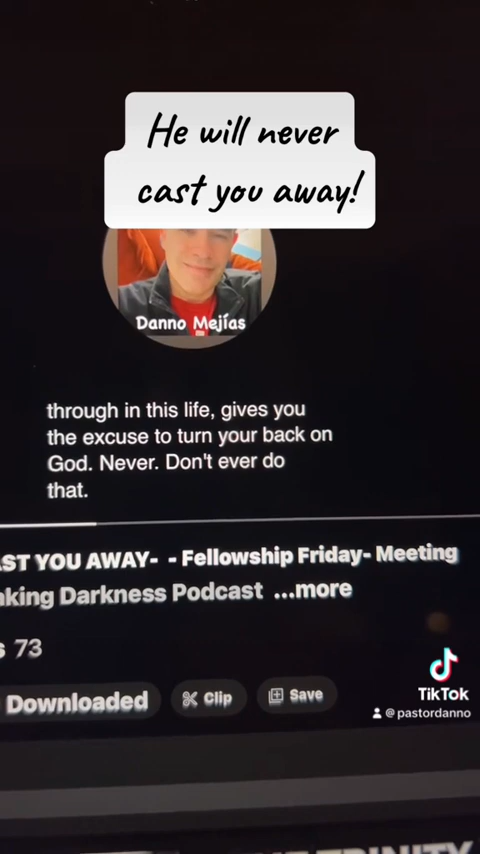 He will never
cast you away!
Danno Mejías
through in this life, gives you
the excuse to turn your back on
God. Never. Don't ever do
that.
AST YOU AWAY- - Fellowship Friday- Meeting
aking Darkness Podcast ...more
s 73
Downloaded
Clip
Save
TikTok
@pastordanno
TRINITY